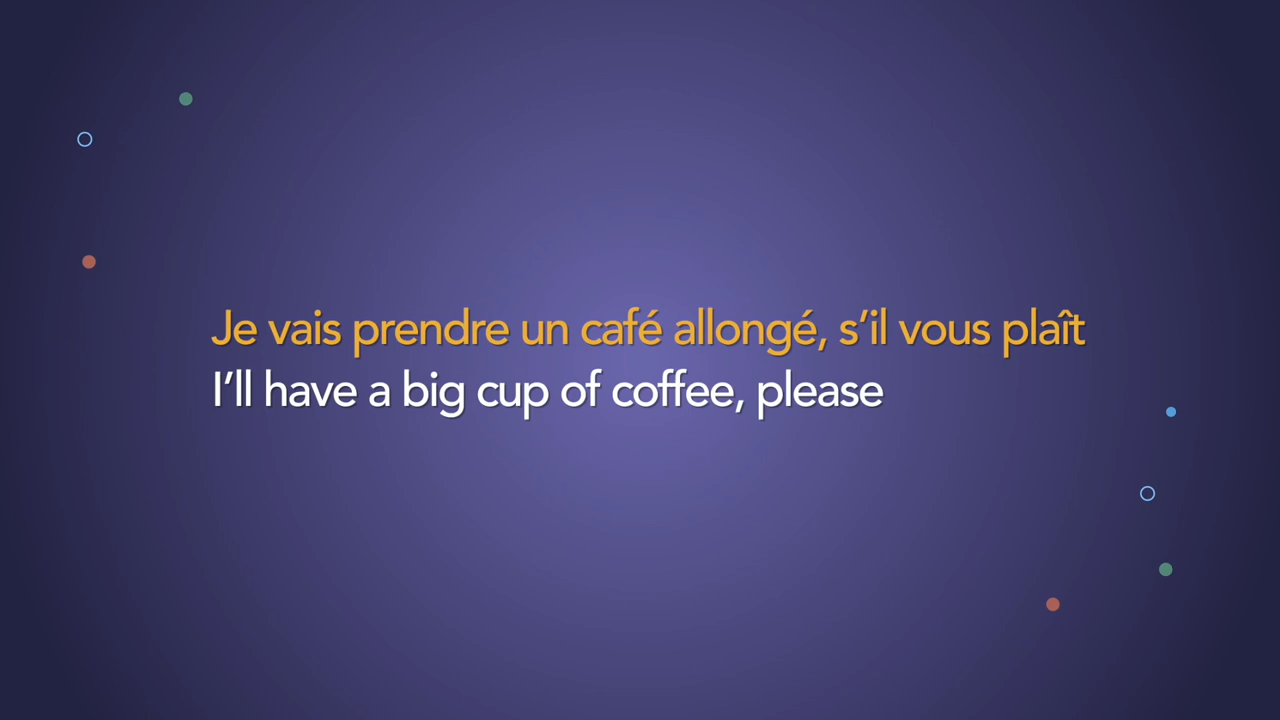 Je vais prendre un café allongé, s’il vous plaît
I’ll have a big cup of coffee, please